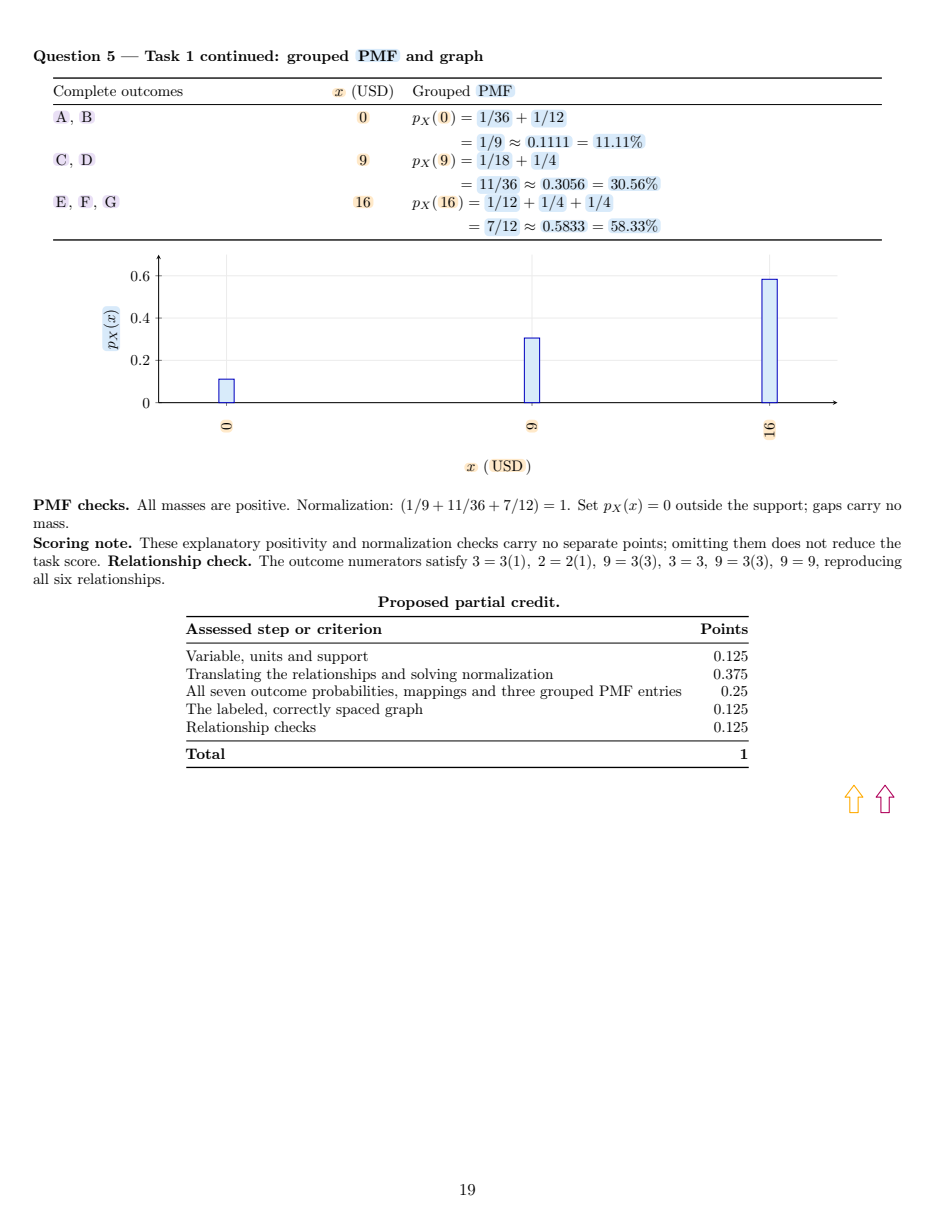 Question 5 — Task 1 continued: grouped PMF and graph
Complete outcomes x (USD) Grouped PMF
A, B 0 pX(0) = 1/36 + 1/12
= 1/9 ≈ 0.1111 = 11.11%
C, D 9 pX(9) = 1/18 + 1/4
= 11/36 ≈ 0.3056 = 30.56%
E, F, G 16 pX(16) = 1/12 + 1/4 + 1/4
= 7/12 ≈ 0.5833 = 58.33%
pX(x)
0.6
0.4
0.2
0
0 9 16
x (USD)
PMF checks. All masses are positive. Normalization: (1/9 + 11/36 + 7/12) = 1. Set pX(x) = 0 outside the support; gaps carry no
mass.
Scoring note. These explanatory positivity and normalization checks carry no separate points; omitting them does not reduce the
task score. Relationship check. The outcome numerators satisfy 3 = 3(1), 2 = 2(1), 9 = 3(3), 3 = 3, 9 = 3(3), 9 = 9, reproducing
all six relationships.
Proposed partial credit.
Assessed step or criterion Points
Variable, units and support 0.125
Translating the relationships and solving normalization 0.375
All seven outcome probabilities, mappings and three grouped PMF entries 0.25
The labeled, correctly spaced graph 0.125
Relationship checks 0.125
Total 1
19